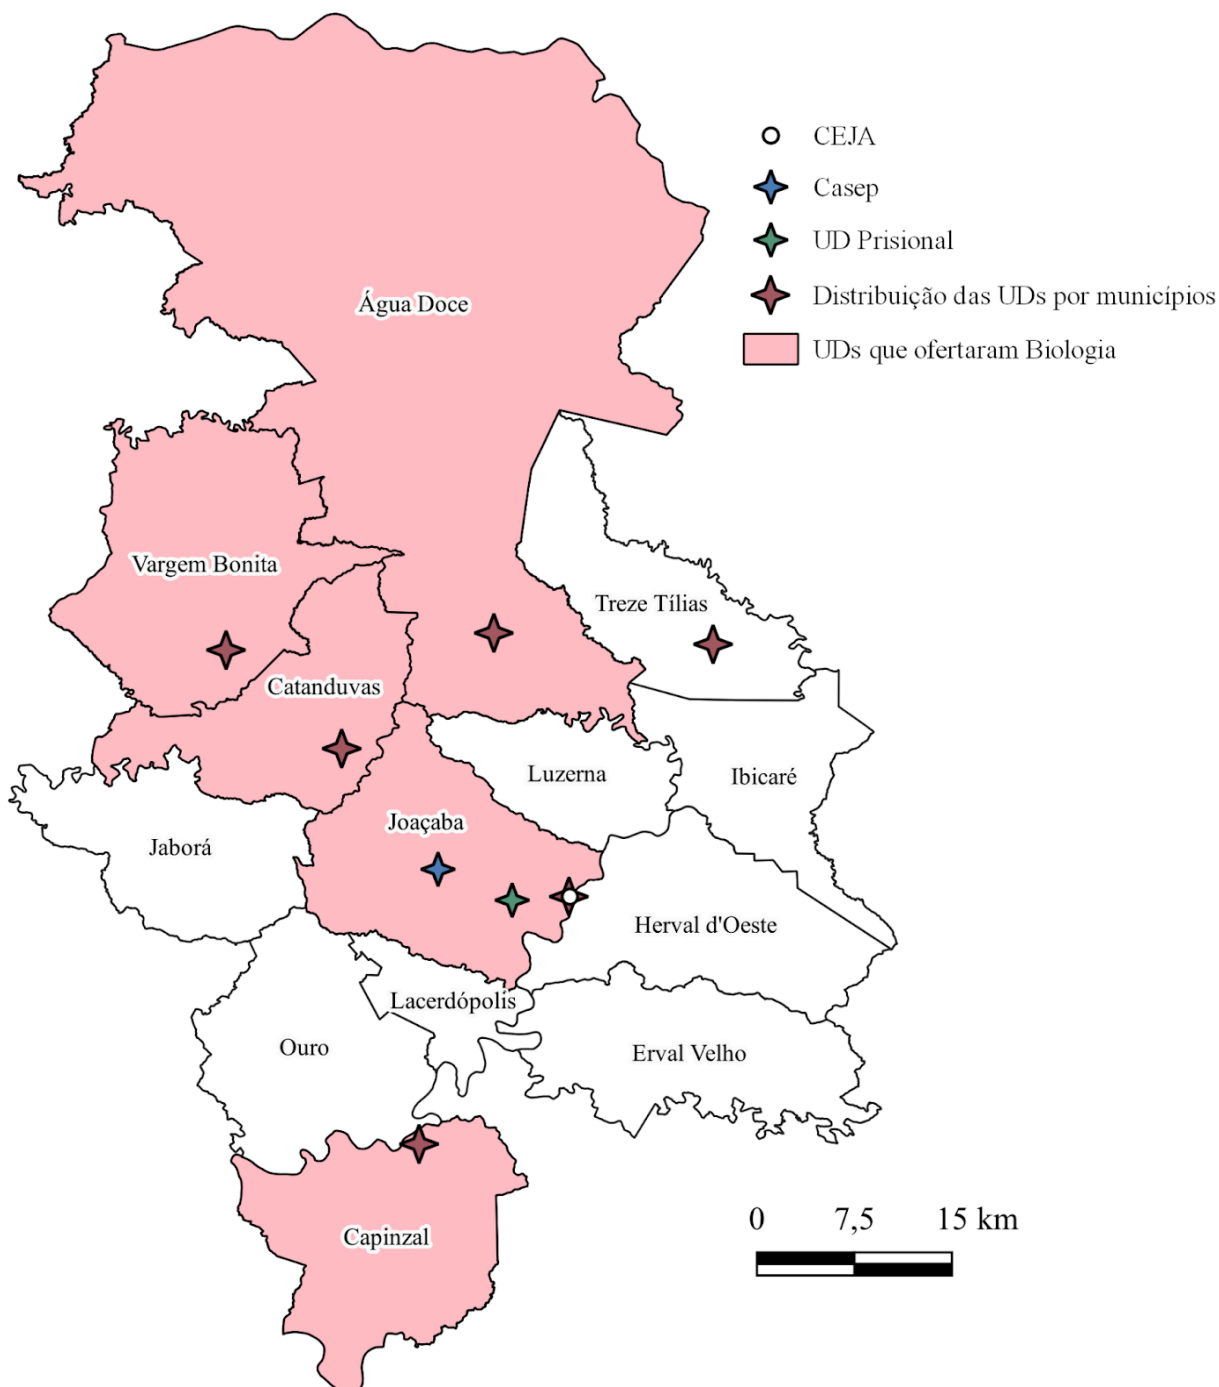 CEJA
Casep
UD Prisional
Distribuição das UDs por municípios
UDs que ofertaram Biologia
Água Doce
Vargem Bonita
Treze Tílias
Catanduvas
Luzerna
Ibicaré
Joaçaba
Jaborá
Herval d'Oeste
Lacerdópolis
Ouro
Erval Velho
Capinzal
0 7,5 15 km